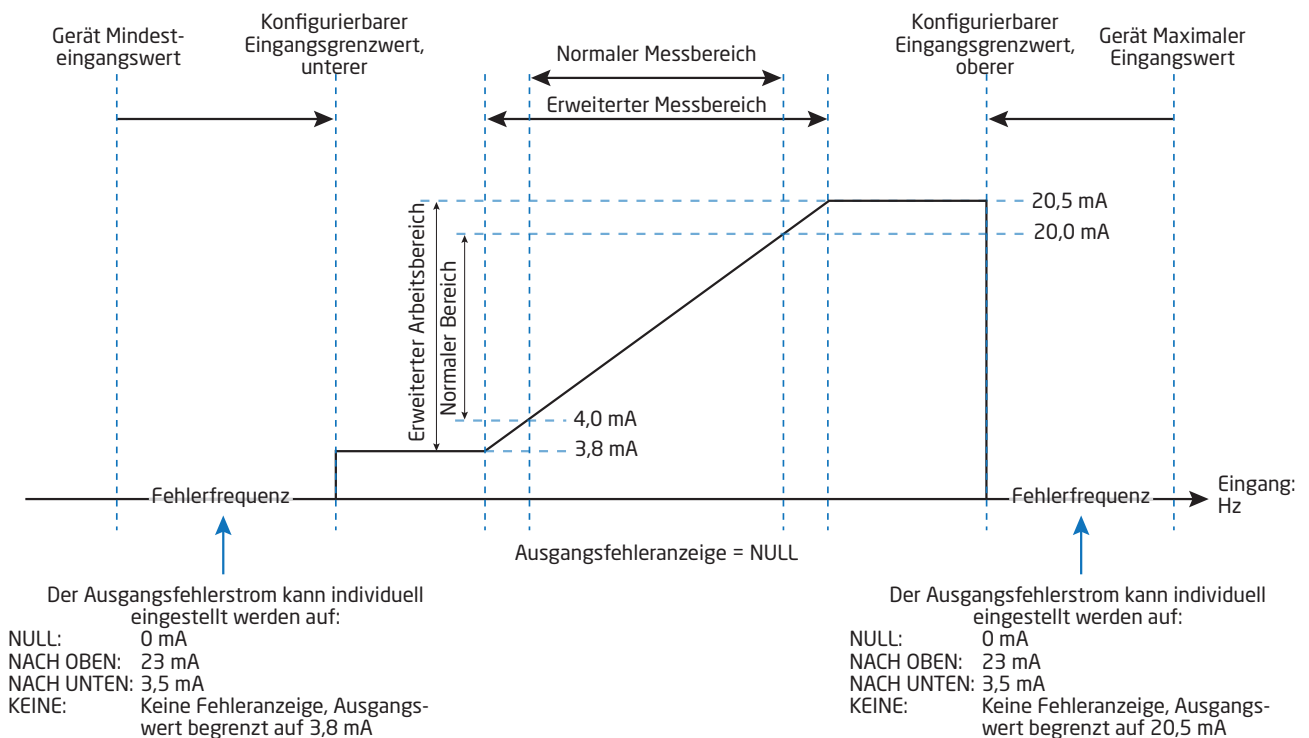 Gerät Mindest-
eingangswert
Konfigurierbarer
Eingangsgrenzwert,
unterer
Normaler Messbereich
Erweiterter Messbereich
Konfigurierbarer
Eingangsgrenzwert,
oberer
Gerät Maximaler
Eingangswert
Erweiterter Arbeitsbereich
Normaler Bereich
20,5 mA
20,0 mA
4,0 mA
3,8 mA
Fehlerfrequenz
Fehlerfrequenz
Eingang:
Hz
Ausgangsfehleranzeige = NULL
Der Ausgangsfehlerstrom kann individuell
eingestellt werden auf:
NULL: 0 mA
NACH OBEN: 23 mA
NACH UNTEN: 3,5 mA
KEINE: Keine Fehleranzeige, Ausgangs-
wert begrenzt auf 3,8 mA
Der Ausgangsfehlerstrom kann individuell
eingestellt werden auf:
NULL: 0 mA
NACH OBEN: 23 mA
NACH UNTEN: 3,5 mA
KEINE: Keine Fehleranzeige, Ausgangs-
wert begrenzt auf 20,5 mA